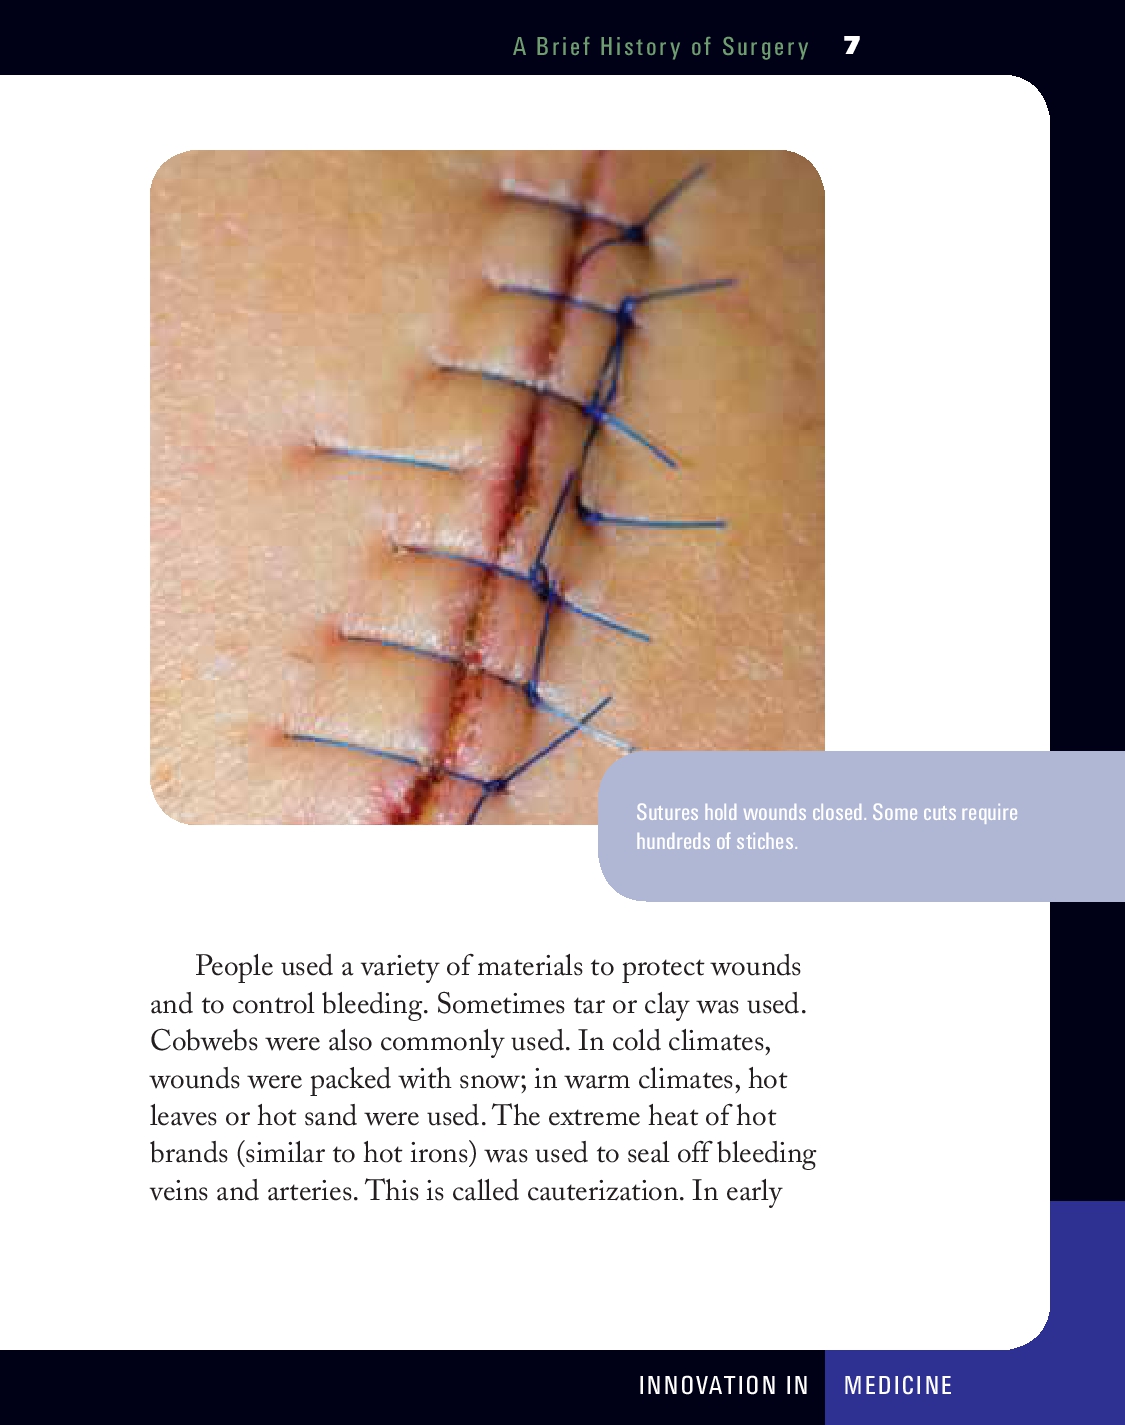 A Brief History of Surgery 7
Sutures hold wounds closed. Some cuts require
hundreds of stiches.
People used a variety of materials to protect wounds
and to control bleeding. Sometimes tar or clay was used.
Cobwebs were also commonly used. In cold climates,
wounds were packed with snow; in warm climates, hot
leaves or hot sand were used. The extreme heat of hot
brands (similar to hot irons) was used to seal off bleeding
veins and arteries. This is called cauterization. In early
INNOVATION IN MEDICINE